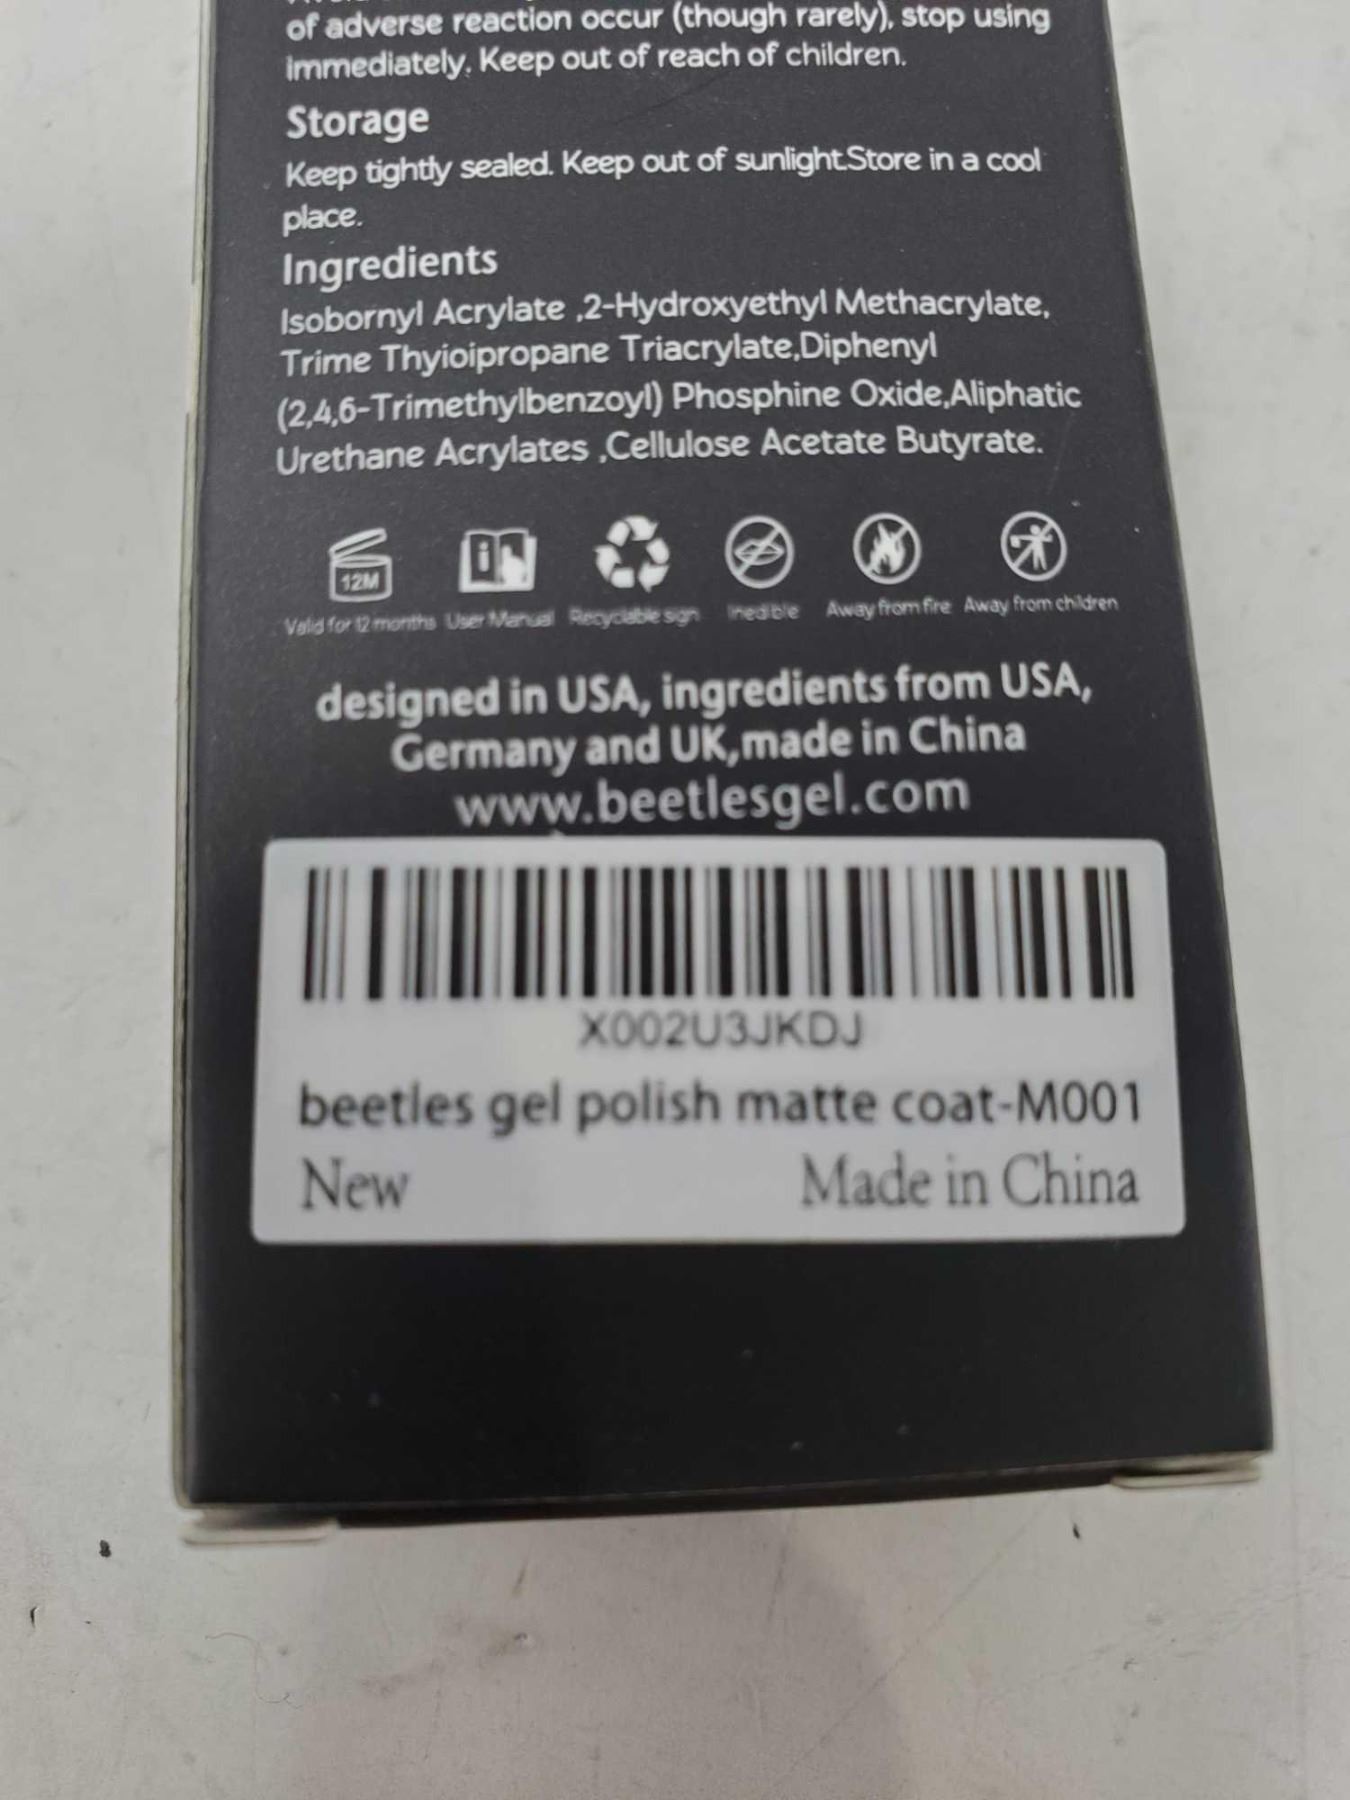 of adverse reaction occur (though rarely), stop using
immediately. Keep out of reach of children.
Storage
Keep tightly sealed. Keep out of sunlight.Store in a cool
place.
Ingredients
Isobornyl Acrylate ,2-Hydroxyethyl Methacrylate,
Trime Thyioipropane Triacrylate,Diphenyl
(2,4,6-Trimethylbenzoyl) Phosphine Oxide,Aliphatic
Urethane Acrylates ,Cellulose Acetate Butyrate.
12M
Valid for 12 months User Manual Recyclable sign Inedible Away from fire Away from children
designed in USA, ingredients from USA,
Germany and UK,made in China
www.beetlesgel.com
X002U3JKDJ
beetles gel polish matte coat-M001
New Made in China